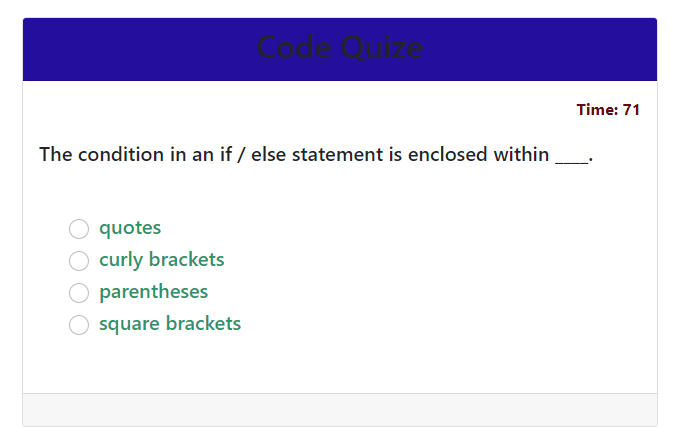 Code Quize
Time: 71
The condition in an if / else statement is enclosed within ____.
quotes
curly brackets
parentheses
square brackets